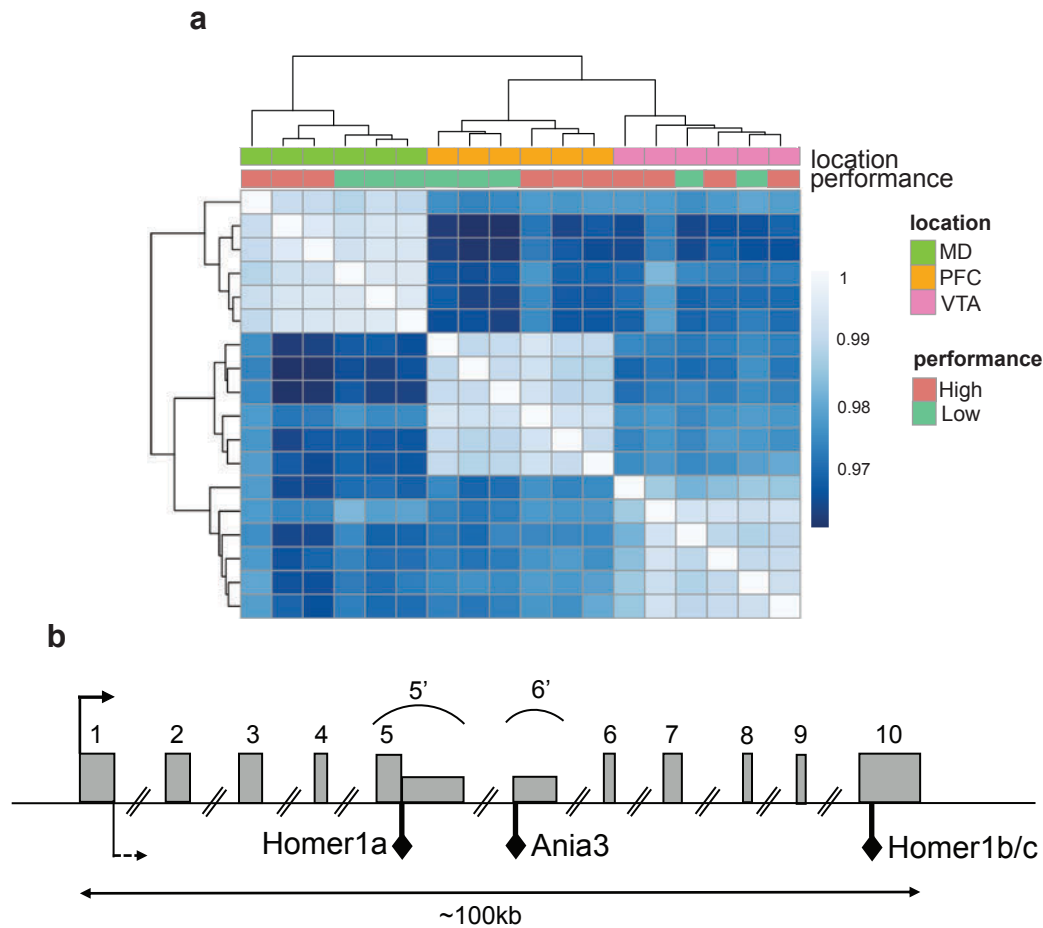 a
location
performance
location
MD
PFC
VTA
1
0.99
0.98
0.97
performance
High
Low
b
5’ 6’
1 2 3 4 5 6 7 8 9 10
Homer1a Ania3 Homer1b/c
~100kb